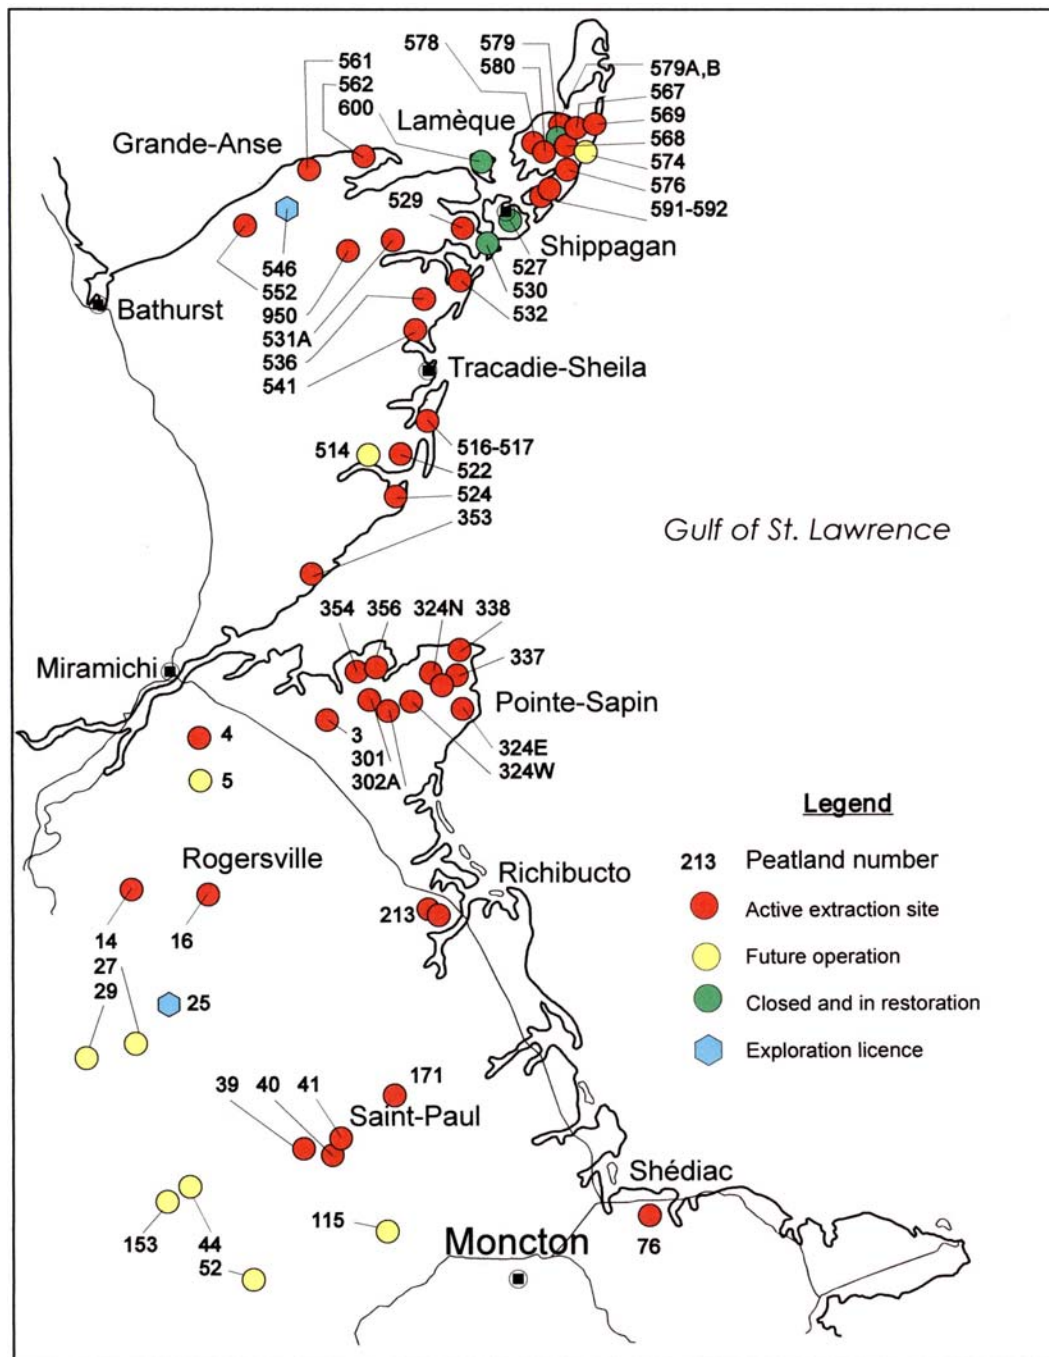 578
579
580
579A,B
567
569
568
574
576
591-592
561
562
600
Lamèque
Grande-Anse
529
Shippagan
527
530
532
546
552
950
531A
536
541
Bathurst
Tracadie-Sheila
514
516-517
522
524
353
Gulf of St. Lawrence
354
356
324N
338
337
Miramichi
Pointe-Sapin
4
3
301
302A
324E
324W
5
Rogersville
Richibucto
213
14
16
27
29
25
39
40
41
171
Saint-Paul
Shédiac
153
44
52
115
Moncton
76
Legend
213 Peatland number
Active extraction site
Future operation
Closed and in restoration
Exploration licence